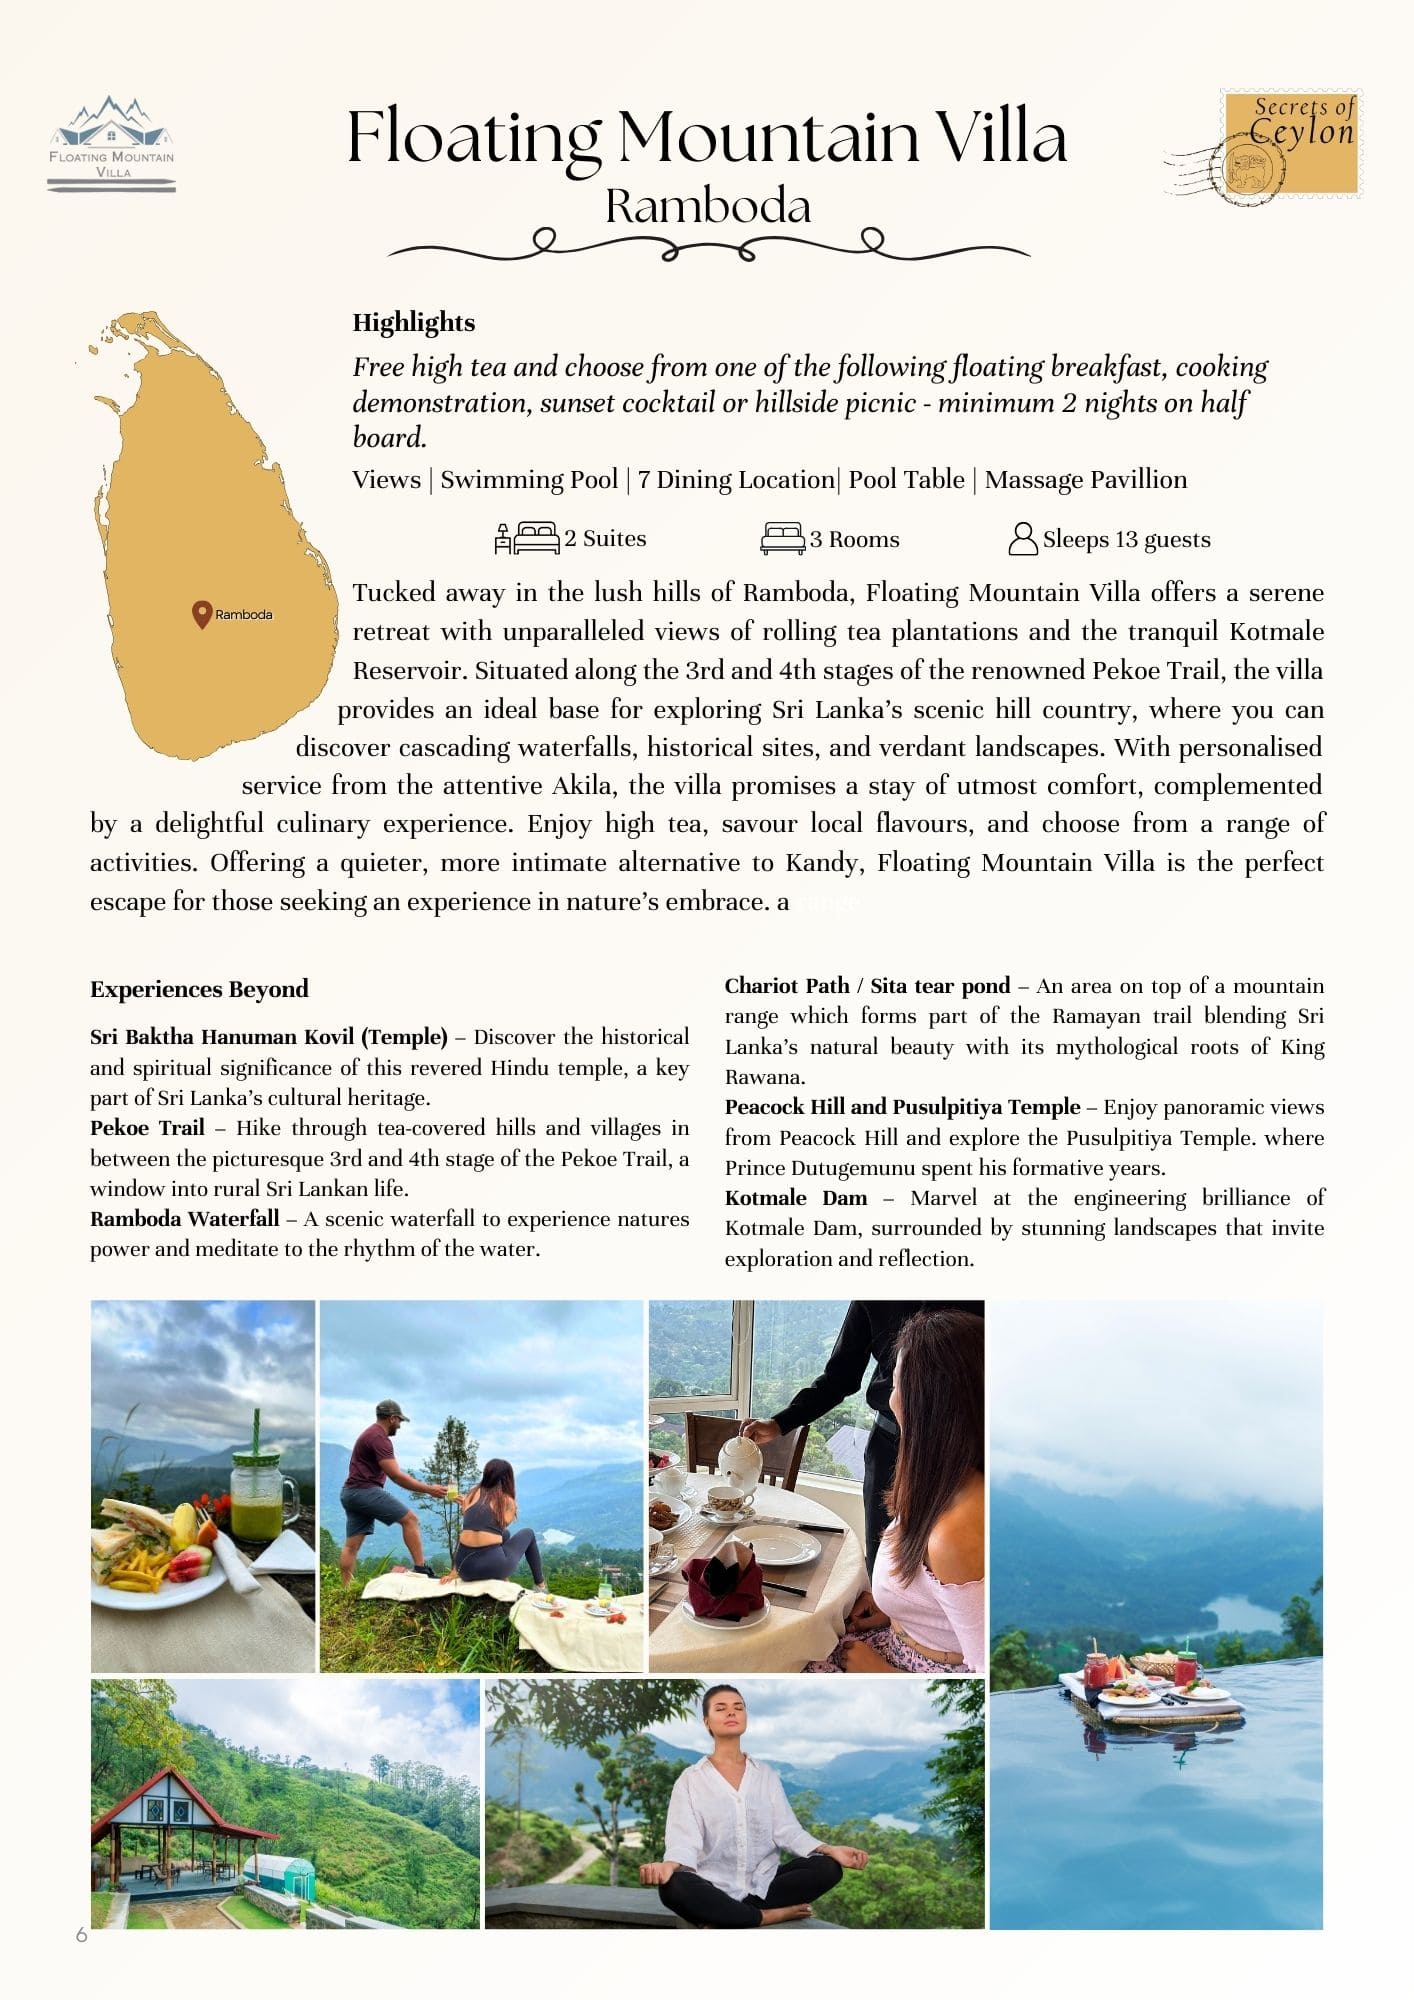 FLOATING MOUNTAIN
VILLA
Floating Mountain Villa
Ramboda
Secrets of
Ceylon
Highlights
Free high tea and choose from one of the following floating breakfast, cooking
demonstration, sunset cocktail or hillside picnic - minimum 2 nights on half
board.
Views | Swimming Pool | 7 Dining Location| Pool Table | Massage Pavillion
2 Suites
3 Rooms
Sleeps 13 guests
Ramboda
Tucked away in the lush hills of Ramboda, Floating Mountain Villa offers a serene
retreat with unparalleled views of rolling tea plantations and the tranquil Kotmale
Reservoir. Situated along the 3rd and 4th stages of the renowned Pekoe Trail, the villa
provides an ideal base for exploring Sri Lanka’s scenic hill country, where you can
discover cascading waterfalls, historical sites, and verdant landscapes. With personalised
service from the attentive Akila, the villa promises a stay of utmost comfort, complemented
by a delightful culinary experience. Enjoy high tea, savour local flavours, and choose from a range of
activities. Offering a quieter, more intimate alternative to Kandy, Floating Mountain Villa is the perfect
escape for those seeking an experience in nature’s embrace. a
Experiences Beyond
Sri Baktha Hanuman Kovil (Temple) – Discover the historical
and spiritual significance of this revered Hindu temple, a key
part of Sri Lanka’s cultural heritage.
Pekoe Trail – Hike through tea-covered hills and villages in
between the picturesque 3rd and 4th stage of the Pekoe Trail, a
window into rural Sri Lankan life.
Ramboda Waterfall – A scenic waterfall to experience natures
power and meditate to the rhythm of the water.
Chariot Path / Sita tear pond – An area on top of a mountain
range which forms part of the Ramayan trail blending Sri
Lanka’s natural beauty with its mythological roots of King
Rawana.
Peacock Hill and Pusulpitiya Temple – Enjoy panoramic views
from Peacock Hill and explore the Pusulpitiya Temple. where
Prince Dutugemunu spent his formative years.
Kotmale Dam – Marvel at the engineering brilliance of
Kotmale Dam, surrounded by stunning landscapes that invite
exploration and reflection.
6